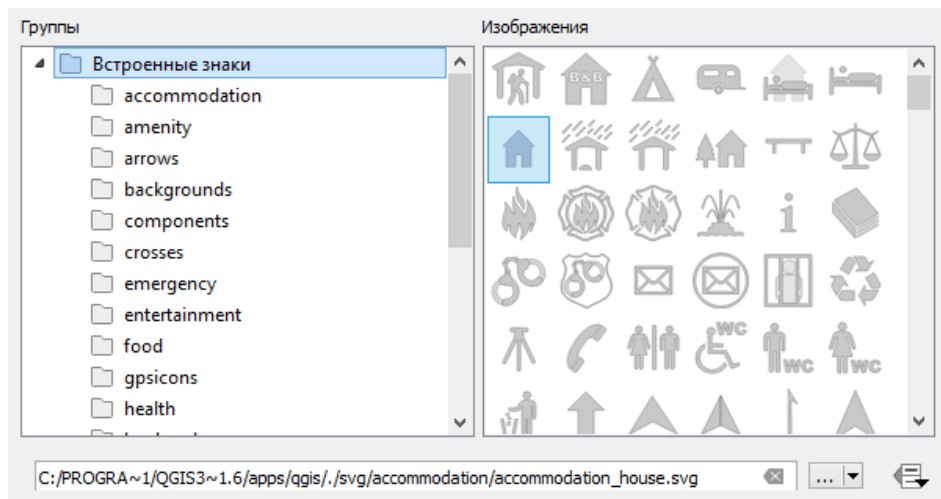 Группы
Изображения
Встроенные знаки
accommodation
amenity
arrows
backgrounds
components
crosses
emergency
entertainment
food
gpsicons
health
B&B
i
WC
WC
WC
C:/PROGRA~1/QGIS3~1.6/apps/qgis/./svg/accommodation/accommodation_house.svg
...